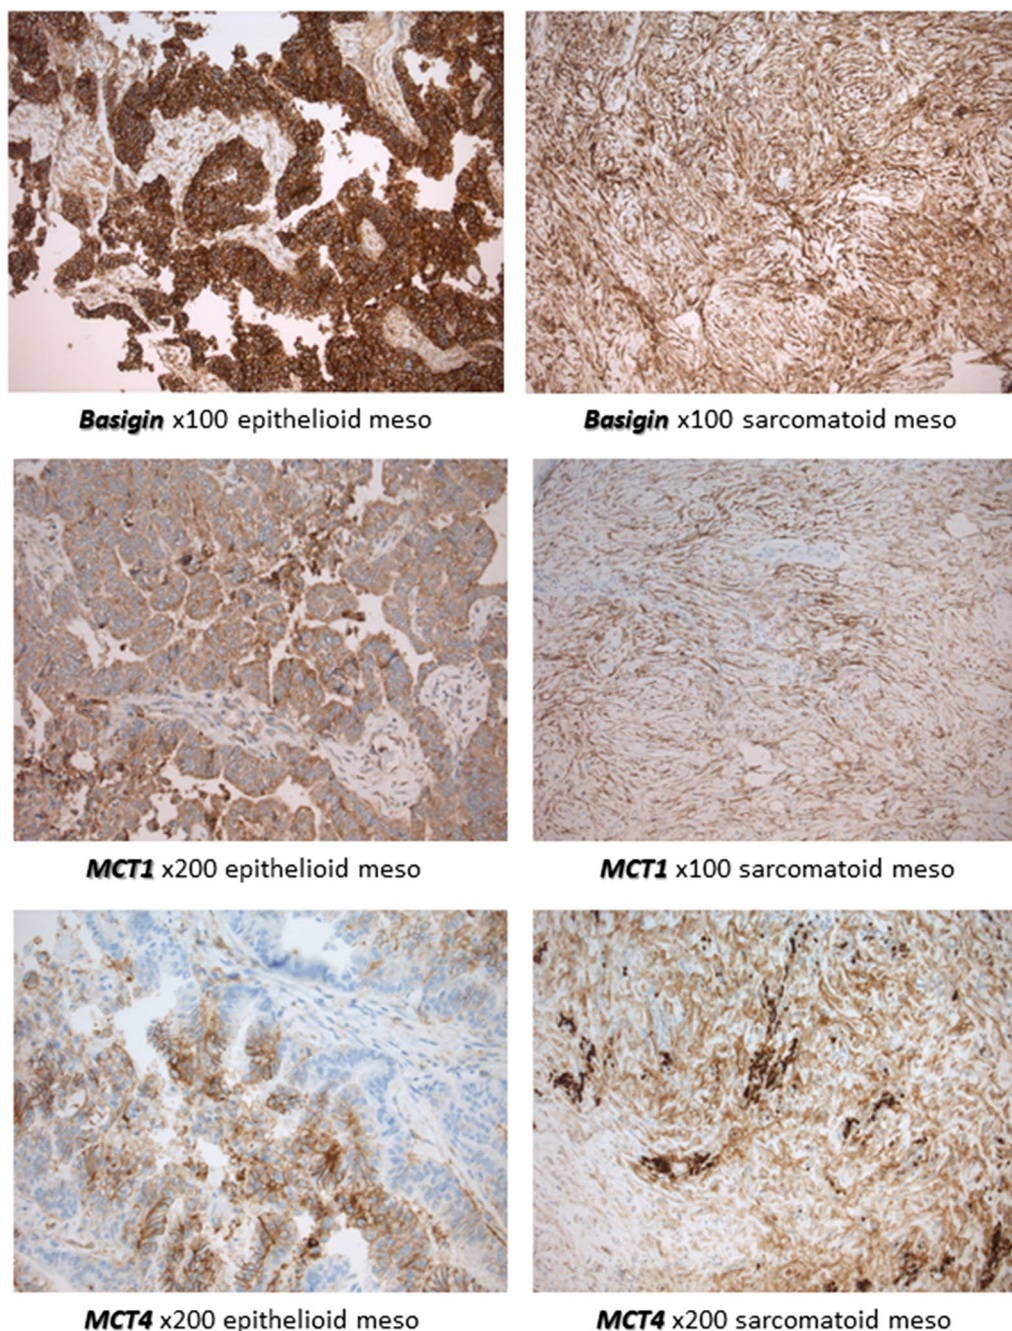 Basigin x100 epithelioid meso
Basigin x100 sarcomatoid meso
MCT1 x200 epithelioid meso
MCT1 x100 sarcomatoid meso
MCT4 x200 epithelioid meso
MCT4 x200 sarcomatoid meso